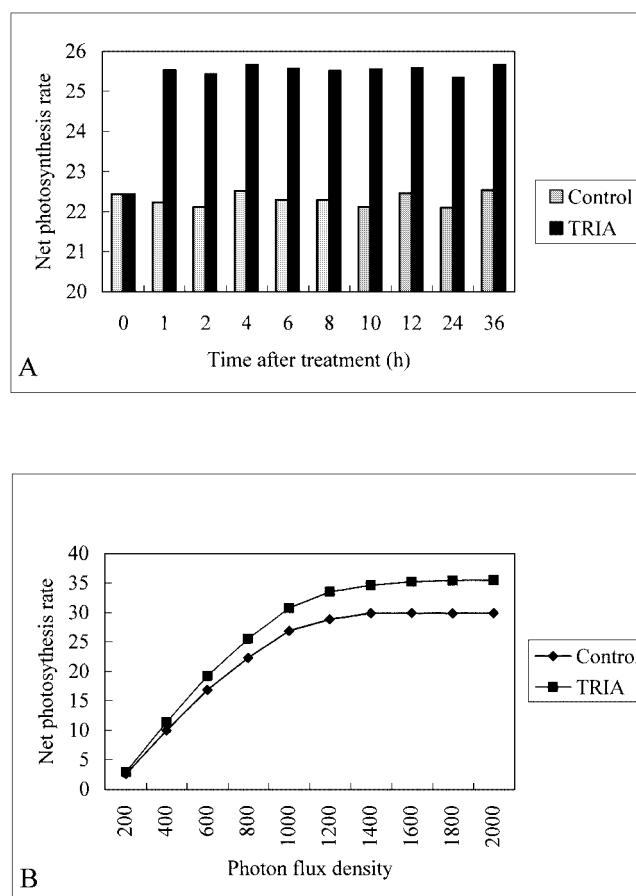 Net photosynthesis rate
26
25
24
23
22
21
20
0 1 2 4 6 8 10 12 24 36
Time after treatment (h)
Control
TRIA
A
Net photosythesis rate
40
35
30
25
20
15
10
5
0
200 400 600 800 1000 1200 1400 1600 1800 2000
Photon flux density
Control
TRIA
B